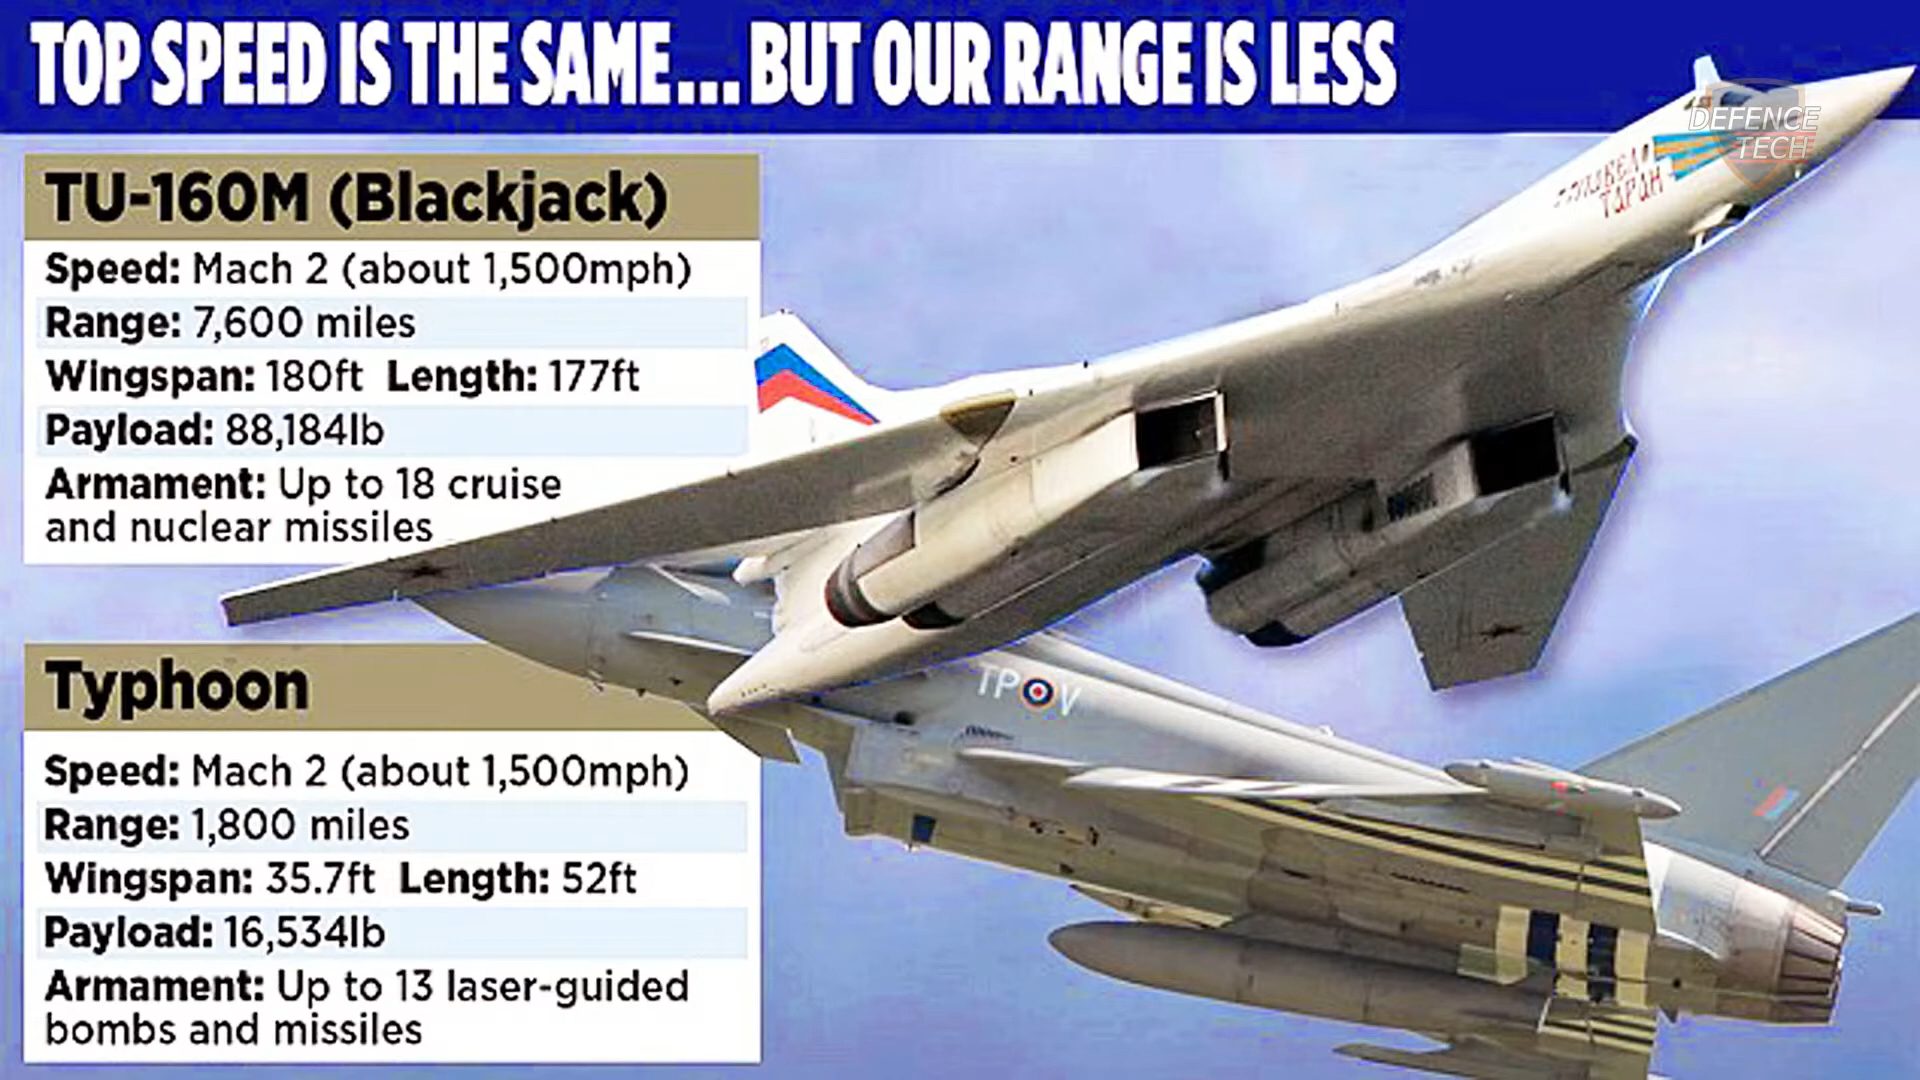 TOP SPEED IS THE SAME... BUT OUR RANGE IS LESS
DEFENCE
TECH
ТАРАН
TU-160M (Blackjack)
Speed: Mach 2 (about 1,500mph)
Range: 7,600 miles
Wingspan: 180ft Length: 177ft
Payload: 88,184lb
Armament: Up to 18 cruise
and nuclear missiles
TP V
Typhoon
Speed: Mach 2 (about 1,500mph)
Range: 1,800 miles
Wingspan: 35.7ft Length: 52ft
Payload: 16,534lb
Armament: Up to 13 laser-guided
bombs and missiles